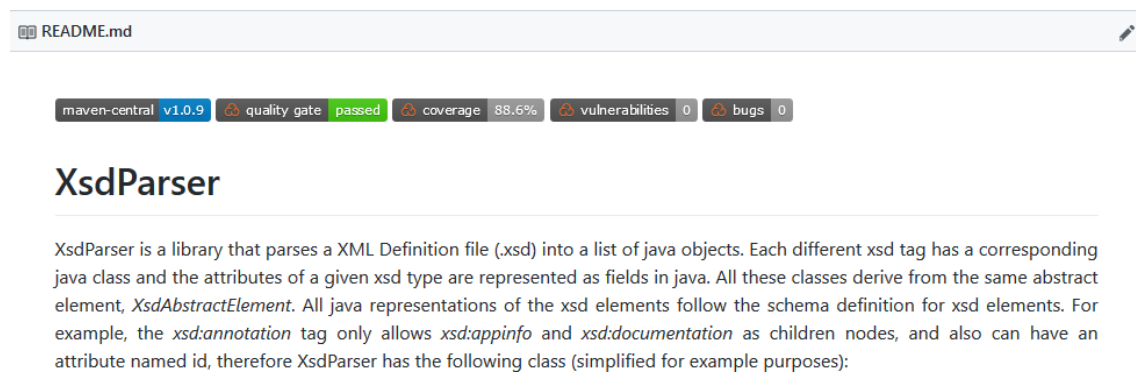 README.md
maven-central v1.0.9 quality gate passed coverage 88.6% vulnerabilities 0 bugs 0
XsdParser
XsdParser is a library that parses a XML Definition file (.xsd) into a list of java objects. Each different xsd tag has a corresponding
java class and the attributes of a given xsd type are represented as fields in java. All these classes derive from the same abstract
element, XsdAbstractElement. All java representations of the xsd elements follow the schema definition for xsd elements. For
example, the xsd:annotation tag only allows xsd:appinfo and xsd:documentation as children nodes, and also can have an
attribute named id, therefore XsdParser has the following class (simplified for example purposes):